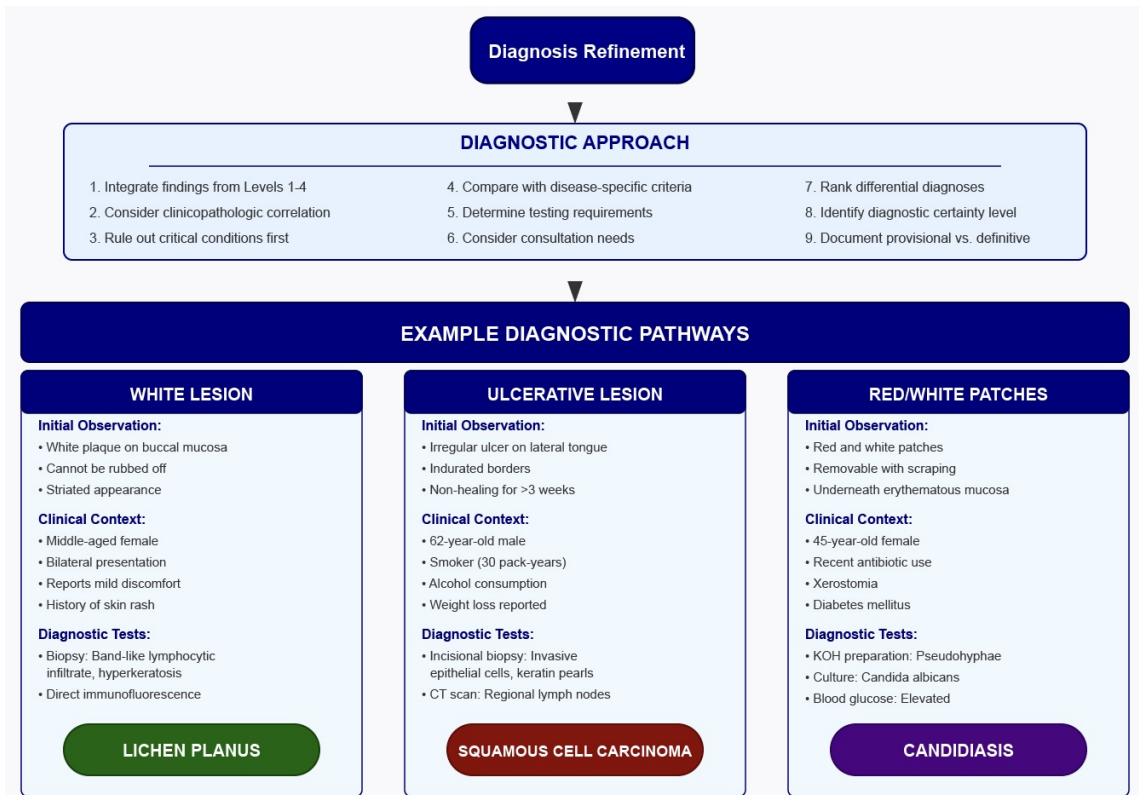 Diagnosis Refinement
DIAGNOSTIC APPROACH
1. Integrate findings from Levels 1-4
2. Consider clinicopathologic correlation
3. Rule out critical conditions first
4. Compare with disease-specific criteria
5. Determine testing requirements
6. Consider consultation needs
7. Rank differential diagnoses
8. Identify diagnostic certainty level
9. Document provisional vs. definitive
EXAMPLE DIAGNOSTIC PATHWAYS
WHITE LESION
Initial Observation:
• White plaque on buccal mucosa
• Cannot be rubbed off
• Striated appearance
Clinical Context:
• Middle-aged female
• Bilateral presentation
• Reports mild discomfort
• History of skin rash
Diagnostic Tests:
• Biopsy: Band-like lymphocytic
infiltrate, hyperkeratosis
• Direct immunofluorescence
LICHEN PLANUS
ULCERATIVE LESION
Initial Observation:
• Irregular ulcer on lateral tongue
• Indurated borders
• Non-healing for >3 weeks
Clinical Context:
• 62-year-old male
• Smoker (30 pack-years)
• Alcohol consumption
• Weight loss reported
Diagnostic Tests:
• Incisional biopsy: Invasive
epithelial cells, keratin pearls
• CT scan: Regional lymph nodes
SQUAMOUS CELL CARCINOMA
RED/WHITE PATCHES
Initial Observation:
• Red and white patches
• Removable with scraping
• Underneath erythematous mucosa
Clinical Context:
• 45-year-old female
• Recent antibiotic use
• Xerostomia
• Diabetes mellitus
Diagnostic Tests:
• KOH preparation: Pseudohyphae
• Culture: Candida albicans
• Blood glucose: Elevated
CANDIDIASIS